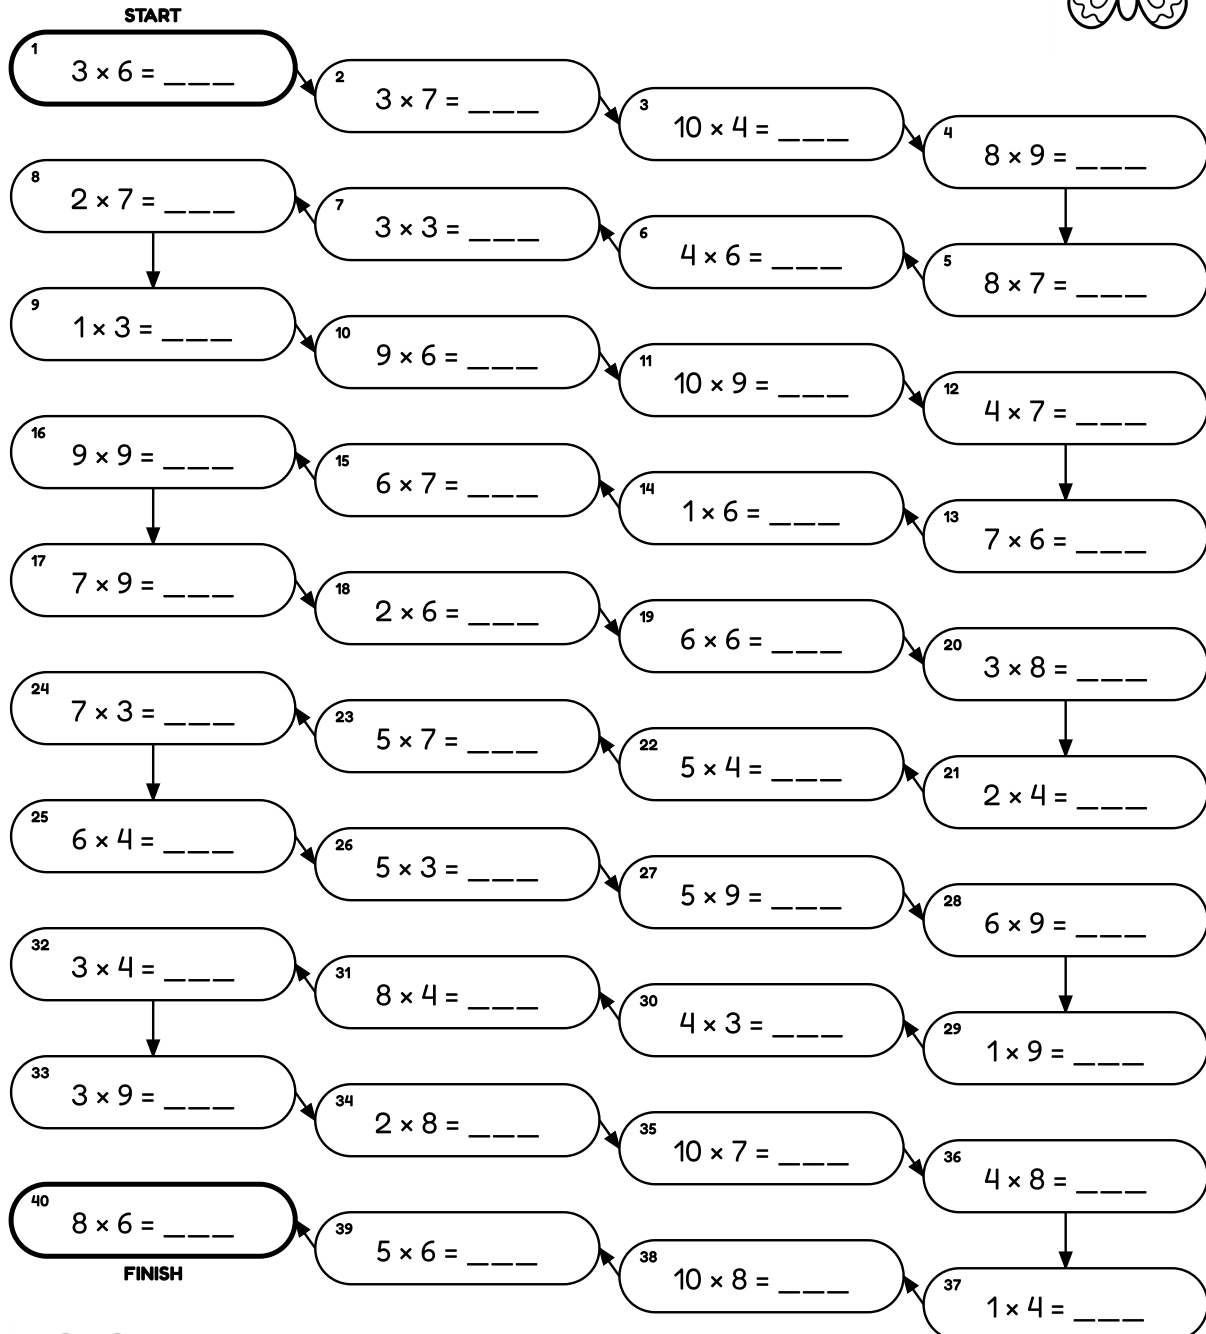 START
1 3 × 6 = ___
2 3 × 7 = ___
3 10 × 4 = ___
4 8 × 9 = ___
5 8 × 7 = ___
6 4 × 6 = ___
7 3 × 3 = ___
8 2 × 7 = ___
9 1 × 3 = ___
10 9 × 6 = ___
11 10 × 9 = ___
12 4 × 7 = ___
13 7 × 6 = ___
14 1 × 6 = ___
15 6 × 7 = ___
16 9 × 9 = ___
17 7 × 9 = ___
18 2 × 6 = ___
19 6 × 6 = ___
20 3 × 8 = ___
21 2 × 4 = ___
22 5 × 4 = ___
23 5 × 7 = ___
24 7 × 3 = ___
25 6 × 4 = ___
26 5 × 3 = ___
27 5 × 9 = ___
28 6 × 9 = ___
29 1 × 9 = ___
30 4 × 3 = ___
31 8 × 4 = ___
32 3 × 4 = ___
33 3 × 9 = ___
34 2 × 8 = ___
35 10 × 7 = ___
36 4 × 8 = ___
37 1 × 4 = ___
38 10 × 8 = ___
39 5 × 6 = ___
40 8 × 6 = ___
FINISH